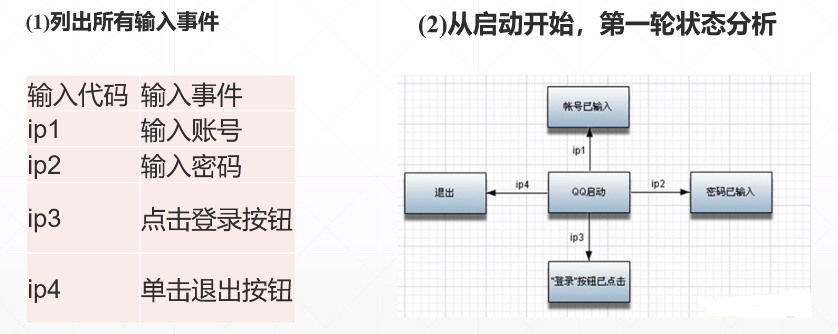 (1)列出所有输入事件
(2)从启动开始，第一轮状态分析
输入代码 输入事件
ip1 输入账号
ip2 输入密码
ip3 点击登录按钮
ip4 单击退出按钮
帐号已输入
ip1
退出
ip4
QQ启动
ip2
密码已输入
ip3
"登录"按钮已点击